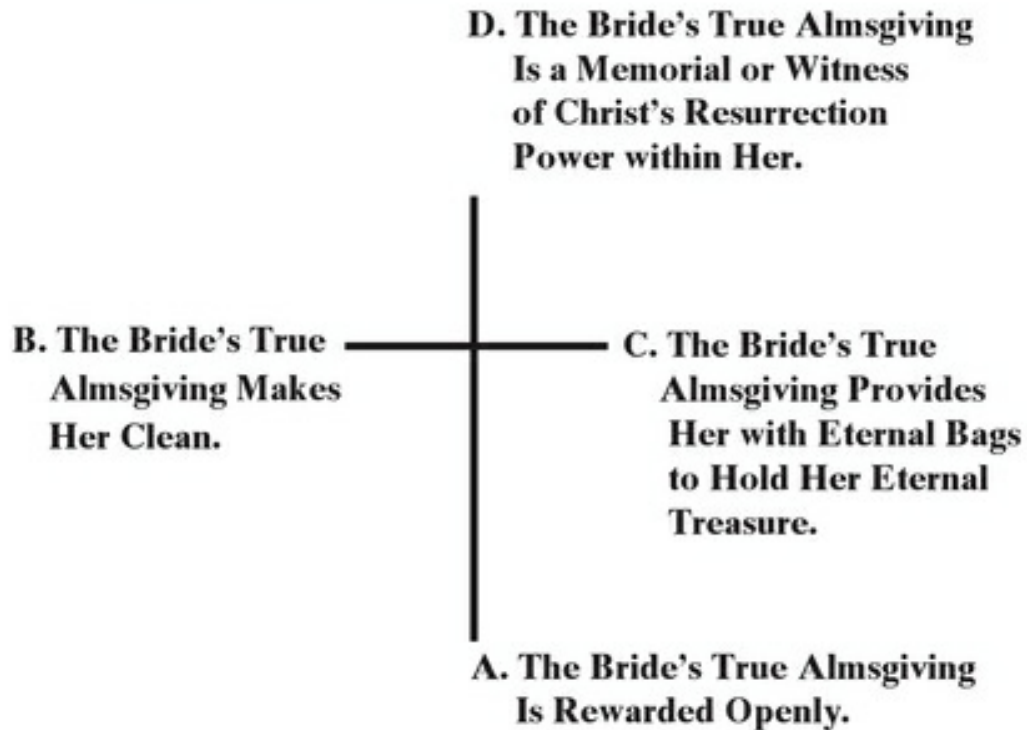 D. The Bride’s True Almsgiving
Is a Memorial or Witness
of Christ’s Resurrection
Power within Her.
B. The Bride’s True
Almsgiving Makes
Her Clean.
C. The Bride’s True
Almsgiving Provides
Her with Eternal Bags
to Hold Her Eternal
Treasure.
A. The Bride’s True Almsgiving
Is Rewarded Openly.